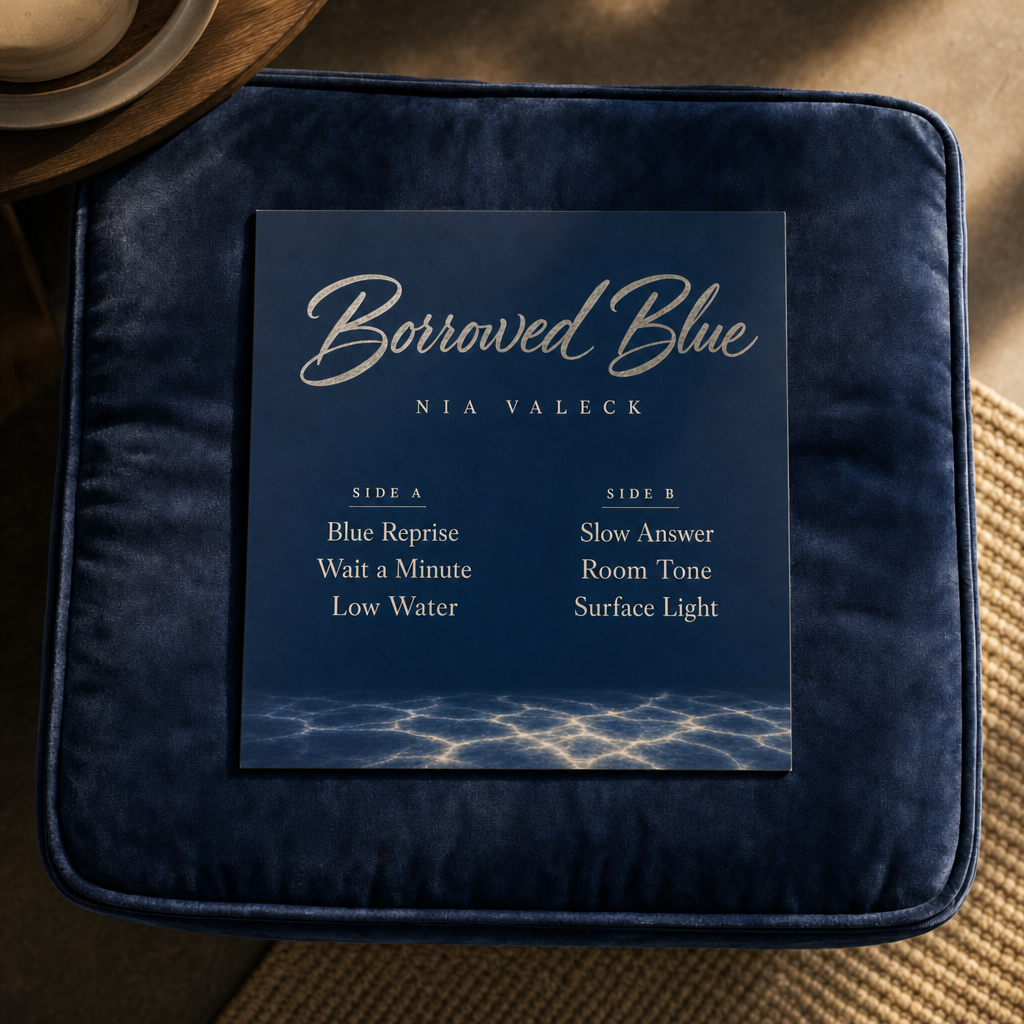 Borrowed Blue
NIA VALECK
SIDE A
Blue Reprise
Wait a Minute
Low Water
SIDE B
Slow Answer
Room Tone
Surface Light